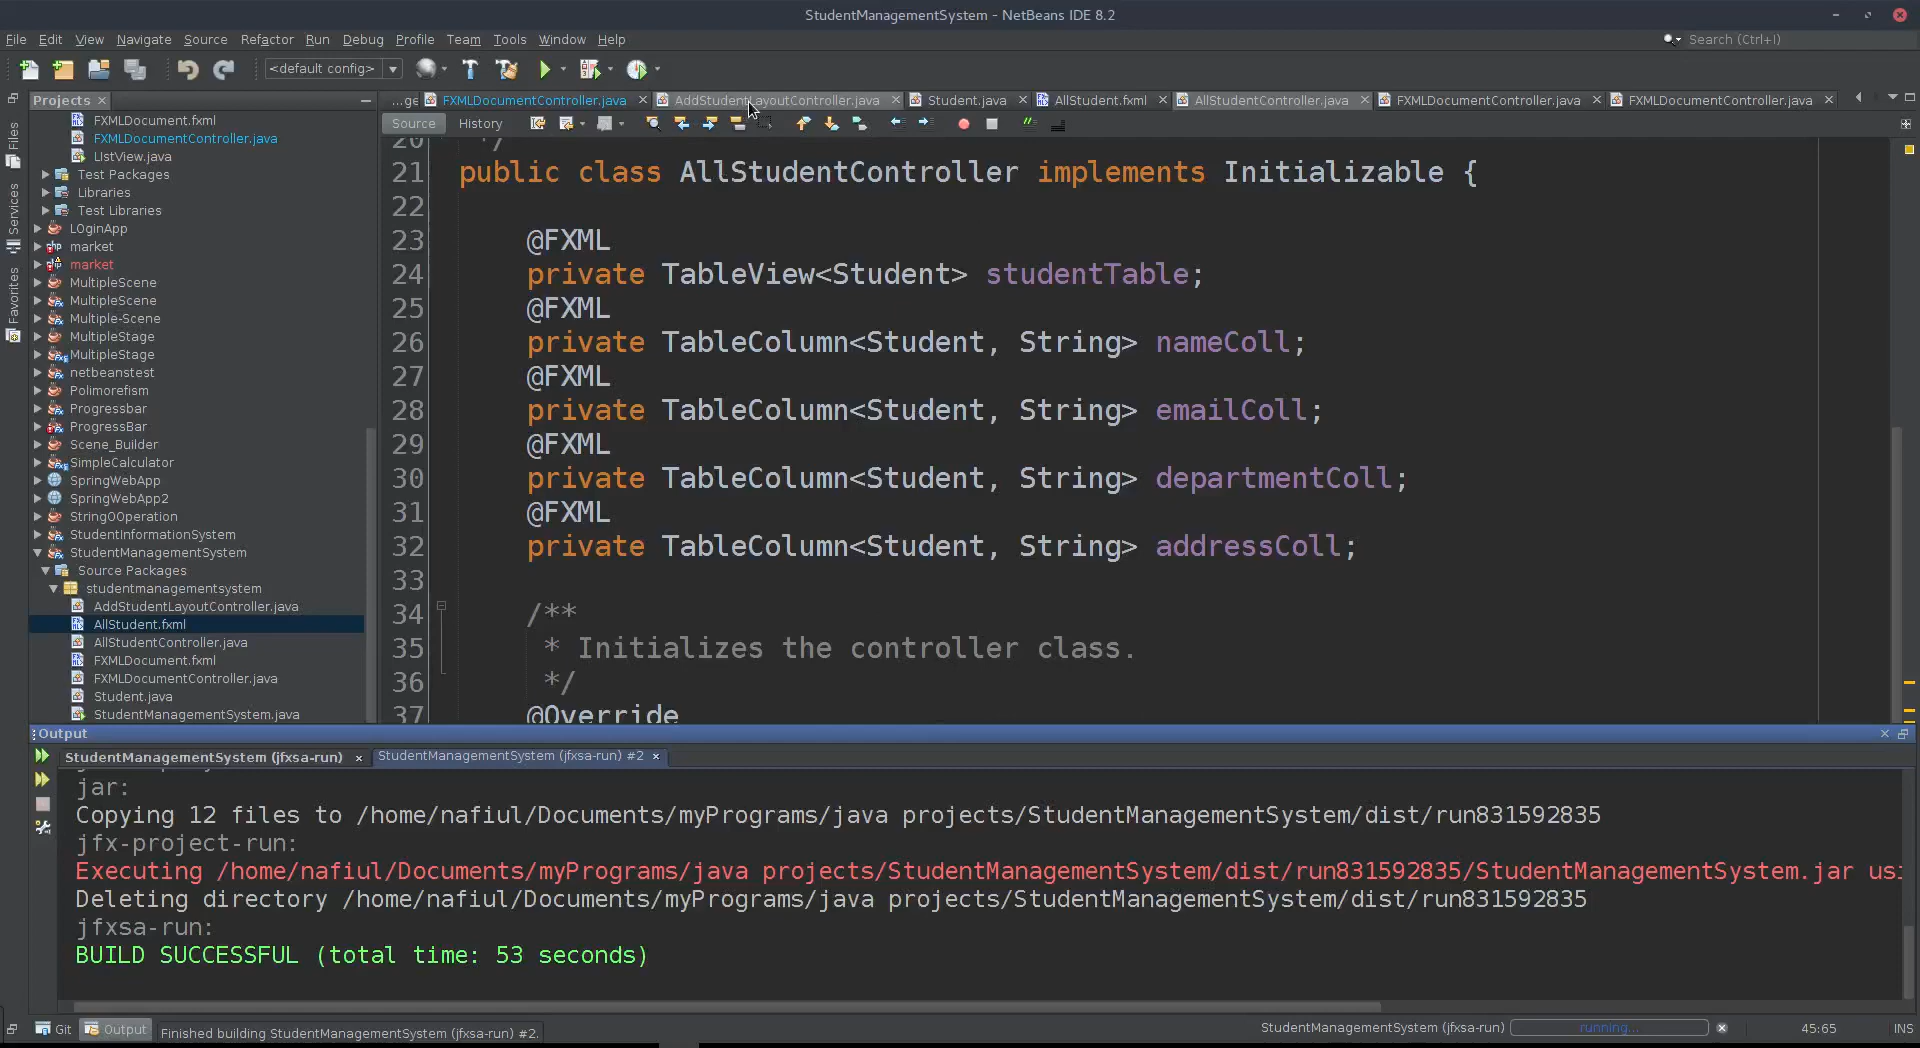 StudentManagementSystem - NetBeans IDE 8.2
File Edit View Navigate Source Refactor Run Debug Profile Team Tools Window Help
Search (Ctrl+I)
<default config>
Projects
...ge FXMLDocumentController.java AddStudentLayoutController.java Student.java AllStudent.fxml AllStudentController.java FXMLDocumentController.java FXMLDocumentController.java
Source History
Files
Services
Favorites
FXMLDocument.fxml
FXMLDocumentController.java
LIstView.java
Test Packages
Libraries
Test Libraries
LOginApp
market
market
MultipleScene
MultipleScene
Multiple-Scene
MultipleStage
MultipleStage
netbeanstest
Polimorefism
Progressbar
ProgressBar
Scene_Builder
SimpleCalculator
SpringWebApp
SpringWebApp2
StringOOperation
StudentInformationSystem
StudentManagementSystem
Source Packages
studentmanagementsystem
AddStudentLayoutController.java
AllStudent.fxml
AllStudentController.java
FXMLDocument.fxml
FXMLDocumentController.java
Student.java
StudentManagementSystem.java
20 */
21 public class AllStudentController implements Initializable {
22
23 @FXML
24 private TableView<Student> studentTable;
25 @FXML
26 private TableColumn<Student, String> nameColl;
27 @FXML
28 private TableColumn<Student, String> emailColl;
29 @FXML
30 private TableColumn<Student, String> departmentColl;
31 @FXML
32 private TableColumn<Student, String> addressColl;
33
34 /**
35 * Initializes the controller class.
36 */
37 @Override
Output
StudentManagementSystem (jfxsa-run) StudentManagementSystem (jfxsa-run) #2
jar:
Copying 12 files to /home/nafiul/Documents/myPrograms/java projects/StudentManagementSystem/dist/run831592835
jfx-project-run:
Executing /home/nafiul/Documents/myPrograms/java projects/StudentManagementSystem/dist/run831592835/StudentManagementSystem.jar usi
Deleting directory /home/nafiul/Documents/myPrograms/java projects/StudentManagementSystem/dist/run831592835
jfxsa-run:
BUILD SUCCESSFUL (total time: 53 seconds)
Git Output Finished building StudentManagementSystem (jfxsa-run) #2. StudentManagementSystem (jfxsa-run) running... 45:65 INS